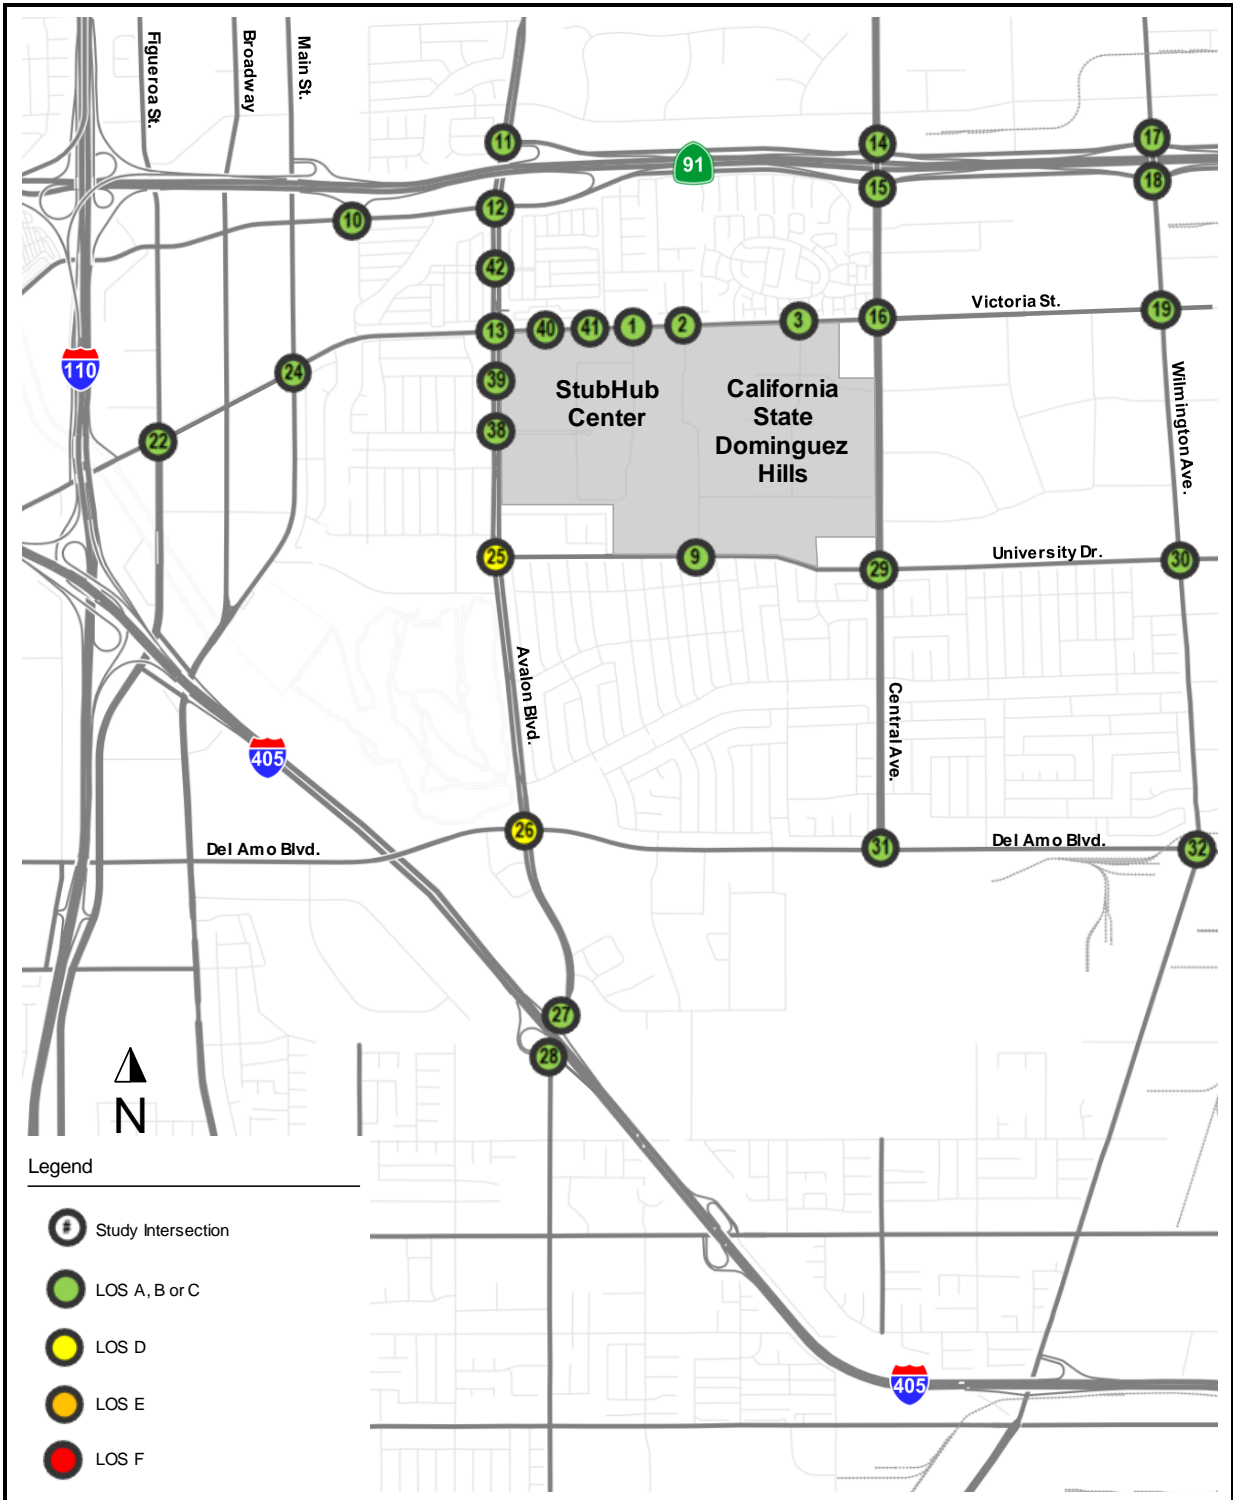 Figueroa St.
Broadway
Main St.
11
14
17
91
15
18
12
10
42
Victoria St.
19
16
3
2
1
41
40
13
110
24
39
StubHub
Center
California
State
Dominguez
Hills
Wilmington Ave.
22
38
25
9
29
University Dr.
30
Avalon Blvd.
Central Ave.
405
26
Del Amo Blvd.
31
Del Amo Blvd.
32
27
28
N
Legend
# Study Intersection
LOS A, B or C
LOS D
LOS E
LOS F
405